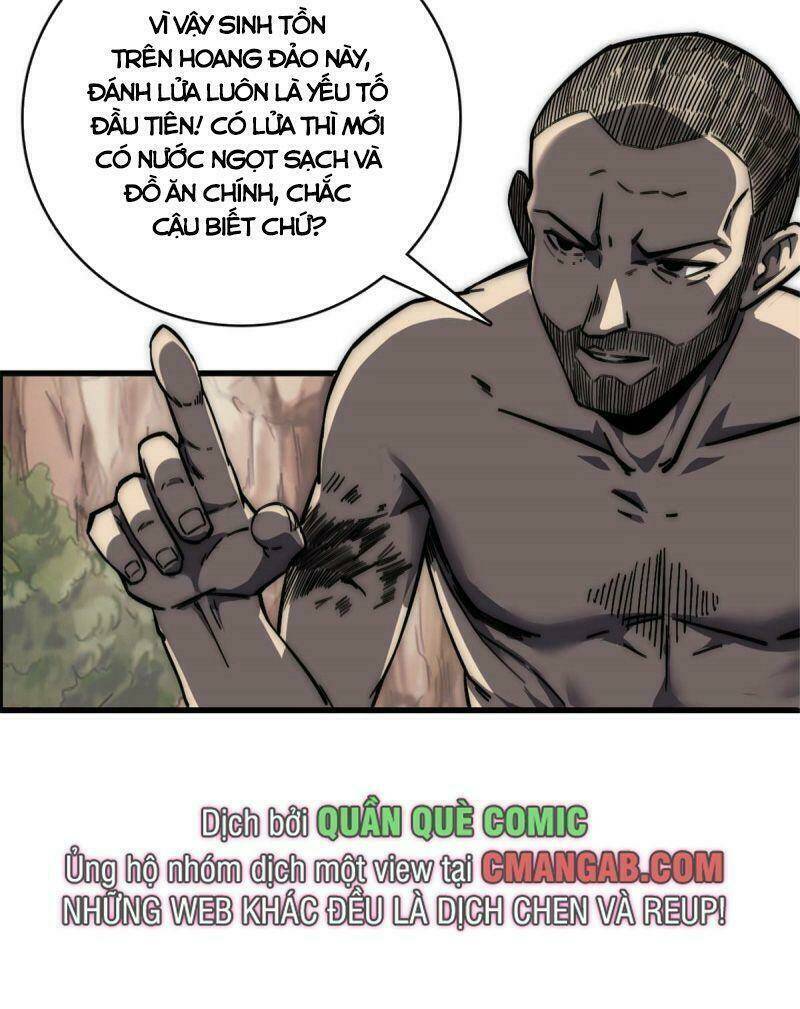 VÌ VẬY SINH TỒN
TRÊN HOANG ĐẢO NÀY,
ĐÁNH LỬA LUÔN LÀ YẾU TỐ
ĐẦU TIÊN! CÓ LỬA THÌ MỚI
CÓ NƯỚC NGỌT SẠCH VÀ
ĐỒ ĂN CHÍNH, CHẮC
CẬU BIẾT CHỨ?
Dịch bởi QUẦN QUÈ COMIC
Ủng hộ nhóm dịch một view tại CMANGAB.COM
NHỮNG WEB KHÁC ĐỀU LÀ DỊCH CHEN VÀ REUP!